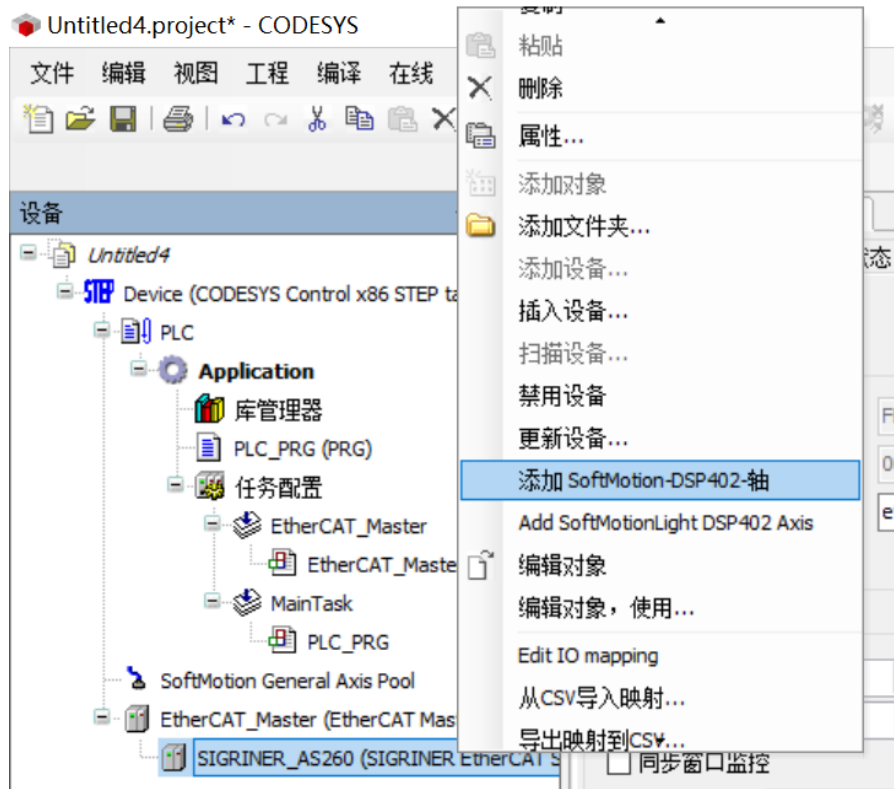 Untitled4.project* - CODESYS
文件 编辑 视图 工程 编译 在线
设备
Untitled4
STEP Device (CODESYS Control x86 STEP ta
PLC
Application
库管理器
PLC_PRG (PRG)
任务配置
EtherCAT_Master
EtherCAT_Maste
MainTask
PLC_PRG
SoftMotion General Axis Pool
EtherCAT_Master (EtherCAT Mas
SIGRINER_AS260 (SIGRINER EtherCAT S
复制
粘贴
删除
属性...
添加对象
添加文件夹...
添加设备...
插入设备...
扫描设备...
禁用设备
更新设备...
添加 SoftMotion-DSP402-轴
Add SoftMotionLight DSP402 Axis
编辑对象
编辑对象，使用...
Edit IO mapping
从CSV导入映射...
导出映射到CSV...
态
0
e
同步窗口监控